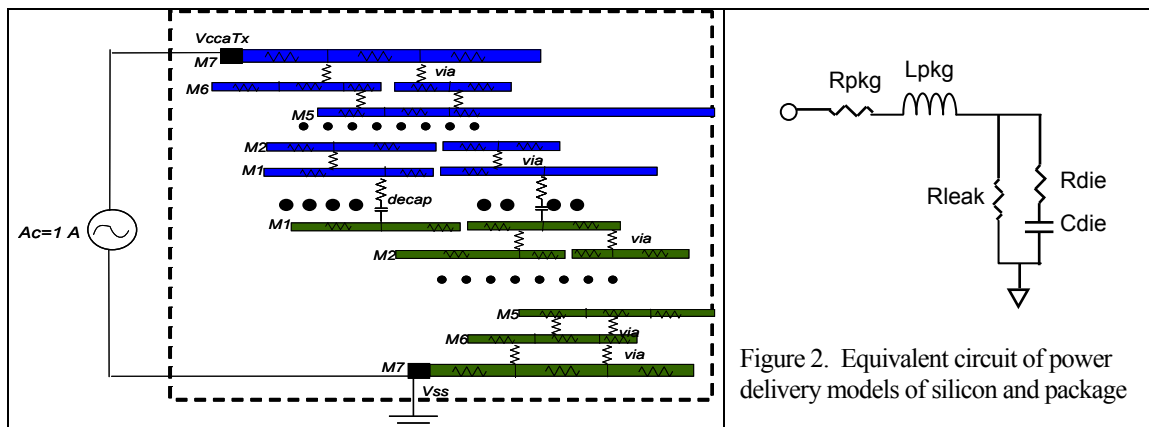 VccaTx
M7
via
M6
M5
M2
via
M1
decap
M1
via
M2
Ac=1 A
M5
via
M6
via
M7
Vss
Rpkg
Lpkg
Rleak
Rdie
Cdie
Figure 2. Equivalent circuit of power
delivery models of silicon and package